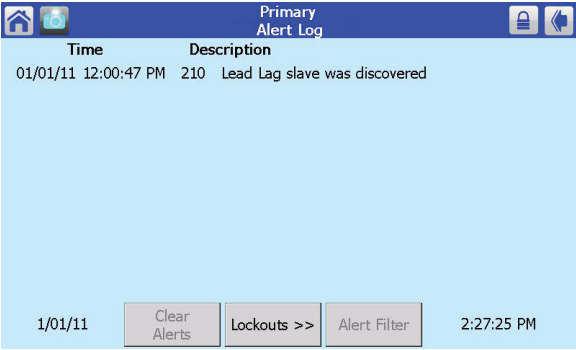 Primary
Alert Log
Time Description
01/01/11 12:00:47 PM 210 Lead Lag slave was discovered
1/01/11 Clear Alerts Lockouts >> Alert Filter 2:27:25 PM